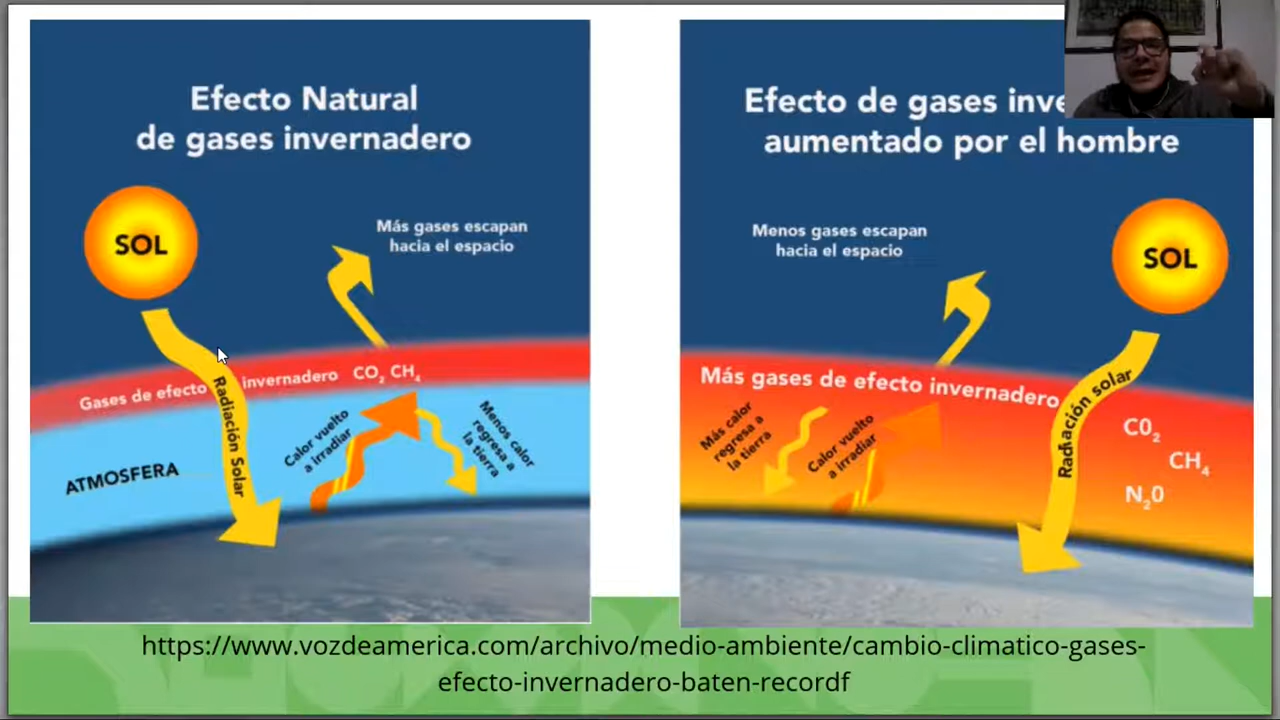 Efecto Natural
de gases invernadero
SOL
Más gases escapan
hacia el espacio
Gases de efecto invernadero CO₂ CH₄
Radiación Solar
Calor vuelto
a irradiar
Menos calor
regresa a
la tierra
ATMOSFERA
Efecto de gases
aumentado por el hombre
Menos gases escapan
hacia el espacio
SOL
Más gases de efecto invernadero
Radiación solar
Más calor
regresa a
la tierra
Calor vuelto
a irradiar
C0₂
CH₄
N₂0
https://www.vozdeamerica.com/archivo/medio-ambiente/cambio-climatico-gases-
efecto-invernadero-baten-recordf